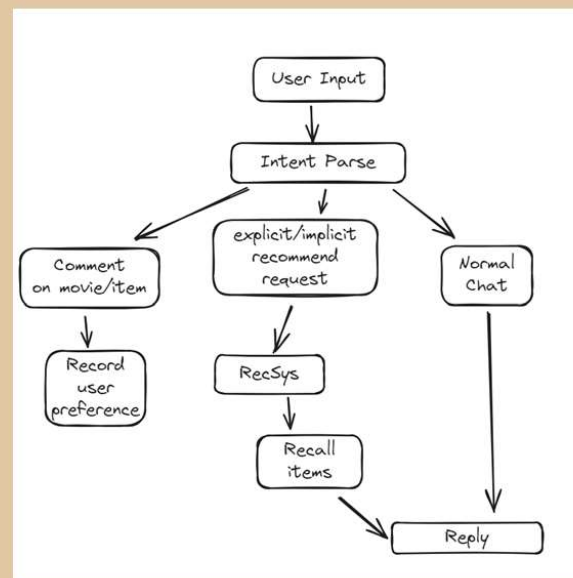 User Input
Intent Parse
Comment
on movie/item
explicit/implicit
recommend
request
Normal
Chat
Record
user
preference
RecSys
Recall
items
Reply